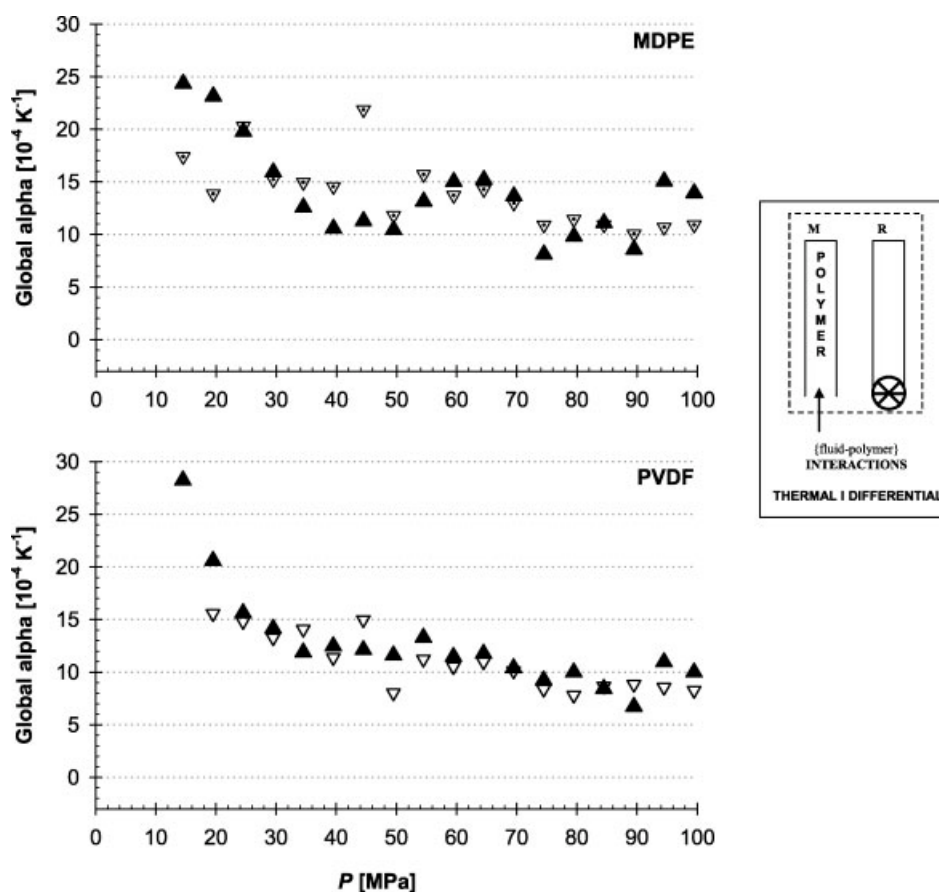 MDPE
Global alpha [10⁻⁴ K⁻¹]
30
25
20
15
10
5
0
0 10 20 30 40 50 60 70 80 90 100
PVDF
Global alpha [10⁻⁴ K⁻¹]
30
25
20
15
10
5
0
0 10 20 30 40 50 60 70 80 90 100
P [MPa]
M R
POLYMER
{fluid-polymer}
INTERACTIONS
THERMAL I DIFFERENTIAL